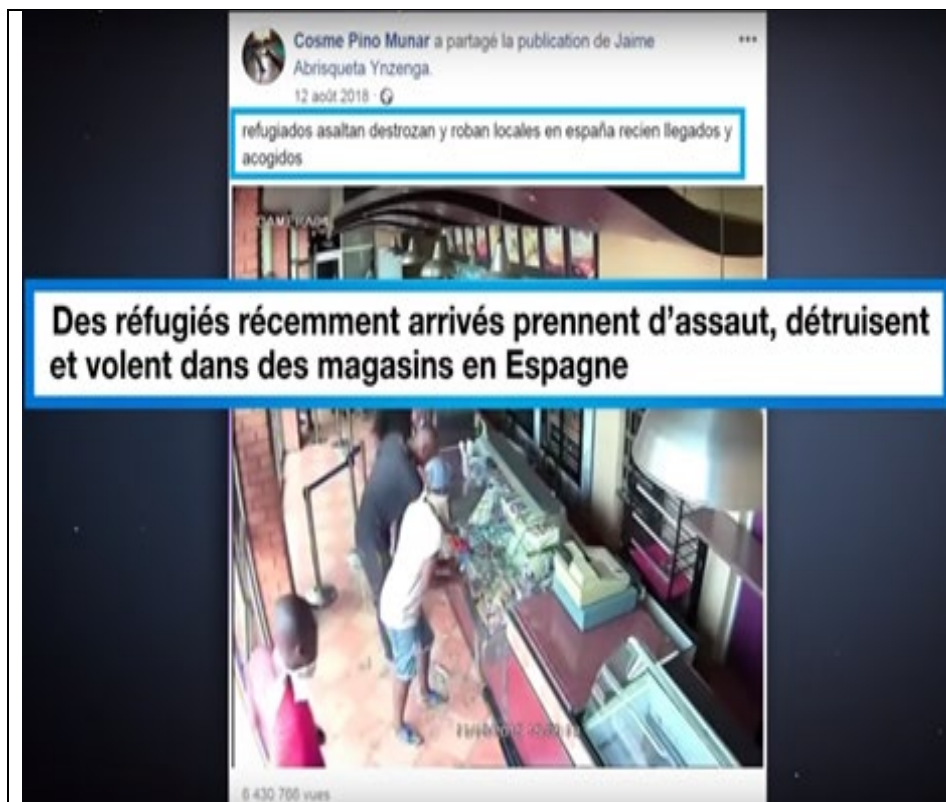 Cosme Pino Munar a partagé la publication de Jaime
Abrisqueta Ynzenga.
12 août 2018
refugiados asaltan destrozan y roban locales en españa recien llegados y
acogidos
Des réfugiés récemment arrivés prennent d'assaut, détruisent
et volent dans des magasins en Espagne
6 430 766 vues